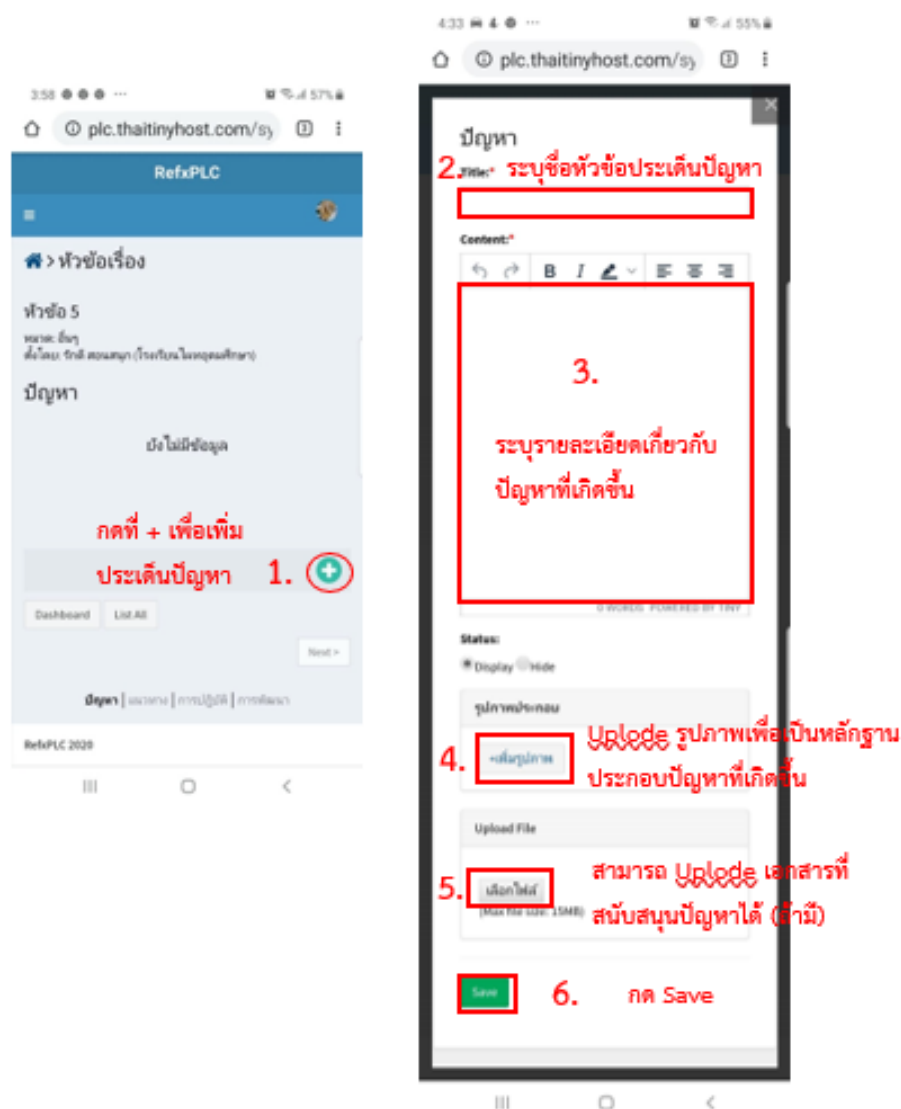 3:58
57%
plc.thaitinyhost.com/sy
RefxPLC
> หัวข้อเรื่อง
หัวข้อ 5
หมวด: อื่นๆ
ปัญหา
ยังไม่มีข้อมูล
กดที่ + เพื่อเพิ่ม
ประเด็นปัญหา 1.
Dashboard List All
Next >
ปัญหา | แนวทาง | การปฏิบัติ | การพัฒนา
RefxPLC 2020
4:33
55%
plc.thaitinyhost.com/sy
ปัญหา
2. Title:* ระบุชื่อหัวข้อประเด็นปัญหา
Content:*
B I
3.
ระบุรายละเอียดเกี่ยวกับ
ปัญหาที่เกิดขึ้น
0 WORDS POWERED BY TINY
Status:
Display Hide
รูปภาพประกอบ
4. +เพิ่มรูปภาพ Uplode รูปภาพเพื่อเป็นหลักฐาน
ประกอบปัญหาที่เกิดขึ้น
Upload File
5. เลือกไฟล์ สามารถ Uplode เอกสารที่
(Max file size: 15MB) สนับสนุนปัญหาได้ (ถ้ามี)
Save 6. กด Save